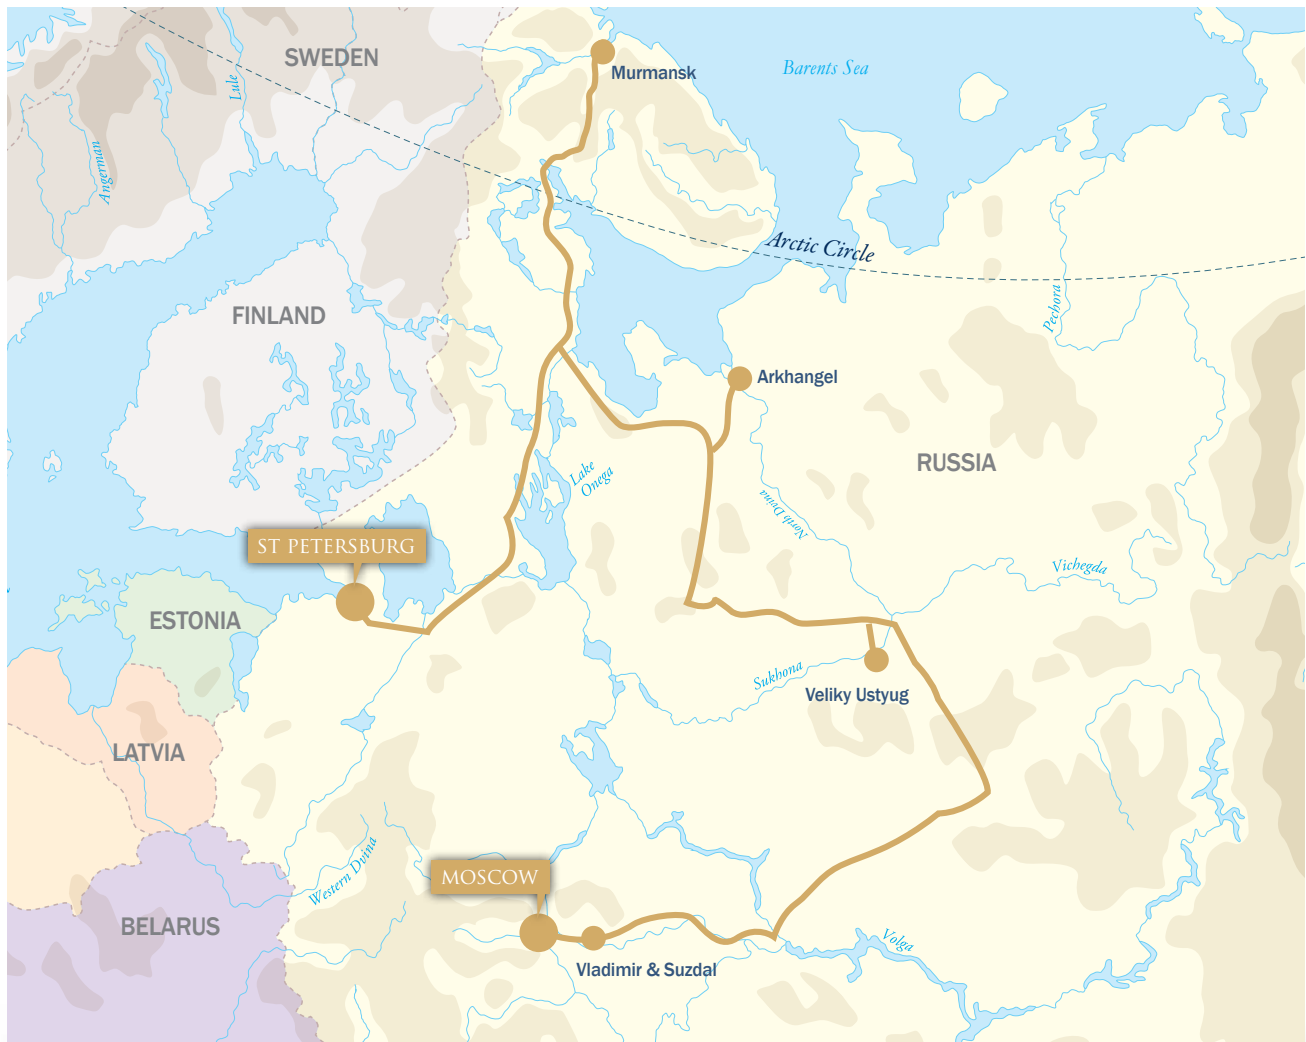 SWEDEN
Murmansk
Barents Sea
Lule
Angerman
Arctic Circle
Pechora
FINLAND
Arkhangel
RUSSIA
Lake
Onega
North Dvina
ST PETERSBURG
Vichegda
ESTONIA
Sukhona
Veliky Ustyug
LATVIA
Western Dvina
MOSCOW
BELARUS
Volga
Vladimir & Suzdal